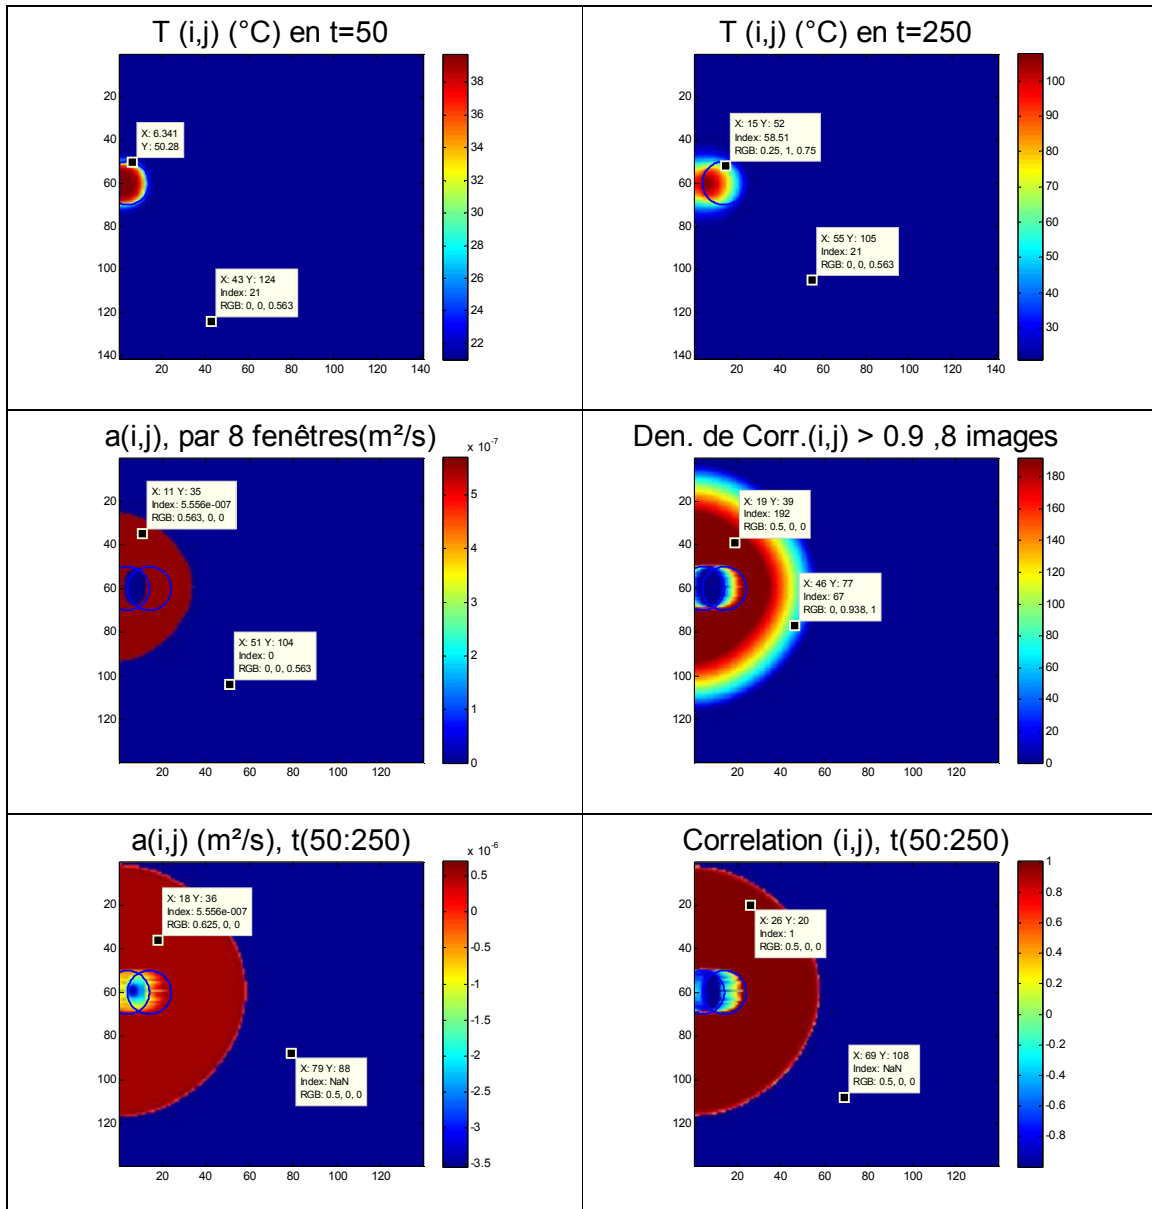 T (i,j) (°C) en t=50
20
40
60
80
100
120
140
20 40 60 80 100 120 140
38
36
34
32
30
28
26
24
22
X: 6.341
Y: 50.28
X: 43 Y: 124
Index: 21
RGB: 0, 0, 0.563
T (i,j) (°C) en t=250
20
40
60
80
100
120
140
20 40 60 80 100 120 140
100
90
80
70
60
50
40
30
X: 15 Y: 52
Index: 58.51
RGB: 0.25, 1, 0.75
X: 55 Y: 105
Index: 21
RGB: 0, 0, 0.563
a(i,j), par 8 fenêtres(m²/s)
x 10-7
20
40
60
80
100
120
20 40 60 80 100 120
5
4
3
2
1
0
X: 11 Y: 35
Index: 5.556e-007
RGB: 0.563, 0, 0
X: 51 Y: 104
Index: 0
RGB: 0, 0, 0.563
Den. de Corr.(i,j) > 0.9 ,8 images
20
40
60
80
100
120
20 40 60 80 100 120
180
160
140
120
100
80
60
40
20
0
X: 19 Y: 39
Index: 192
RGB: 0.5, 0, 0
X: 46 Y: 77
Index: 67
RGB: 0, 0.938, 1
a(i,j) (m²/s), t(50:250)
x 10-6
20
40
60
80
100
120
20 40 60 80 100 120
0.5
0
-0.5
-1
-1.5
-2
-2.5
-3
-3.5
X: 18 Y: 36
Index: 5.556e-007
RGB: 0.625, 0, 0
X: 79 Y: 88
Index: NaN
RGB: 0.5, 0, 0
Correlation (i,j), t(50:250)
20
40
60
80
100
120
20 40 60 80 100 120
1
0.8
0.6
0.4
0.2
0
-0.2
-0.4
-0.6
-0.8
X: 26 Y: 20
Index: 1
RGB: 0.5, 0, 0
X: 69 Y: 108
Index: NaN
RGB: 0.5, 0, 0